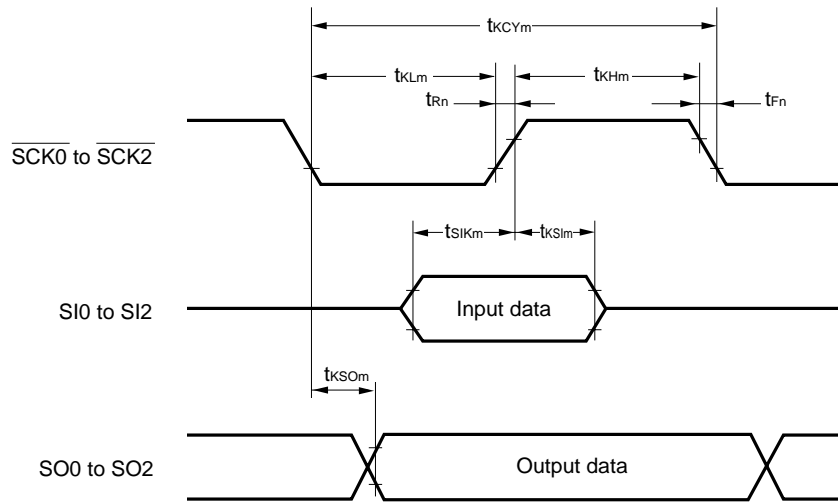 tKCYm
tKLm
tKHm
tRn
tFn
SCK0 to SCK2
tSIKm
tKSIm
SI0 to SI2
Input data
tKSOm
SO0 to SO2
Output data